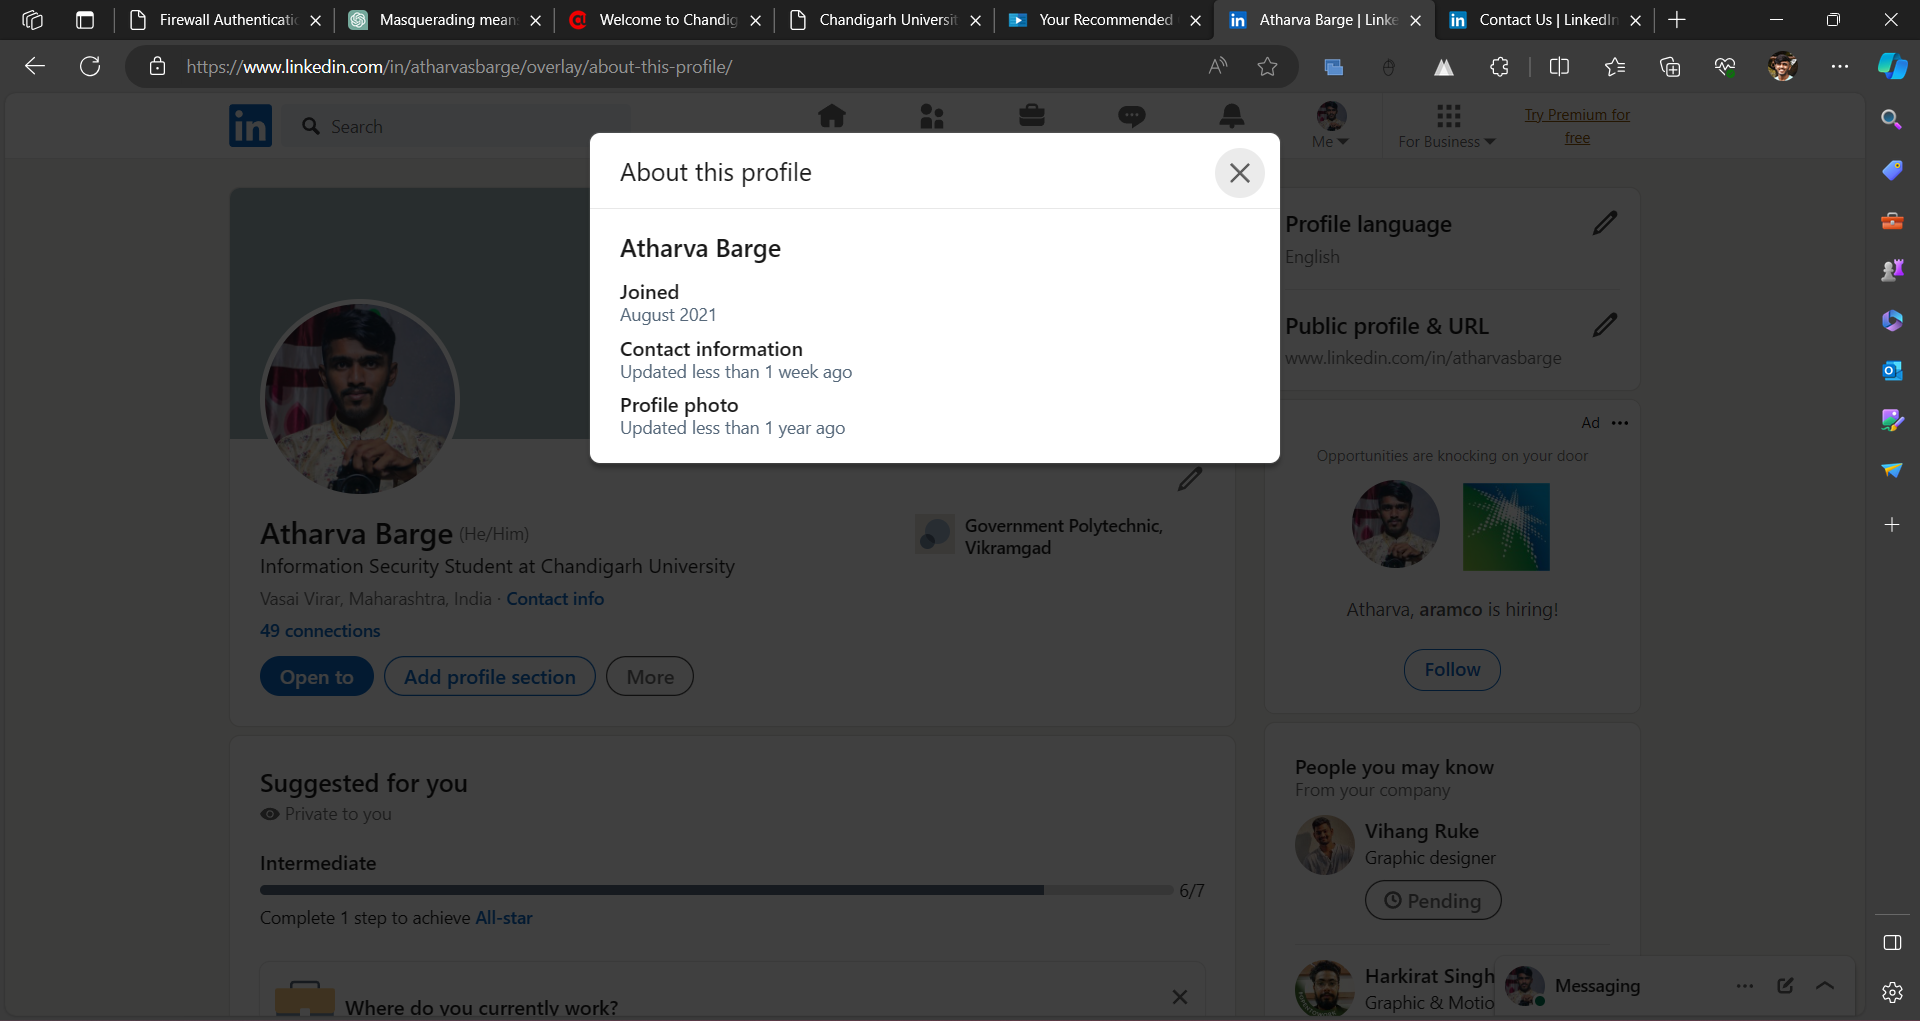 Firewall Authenticati
Masquerading mean
Welcome to Chandig
Chandigarh Universit
Your Recommended
Atharva Barge | Linke
Contact Us | LinkedIn
https://www.linkedin.com/in/atharvasbarge/overlay/about-this-profile/
in
Search
Me
For Business
Try Premium for
free
About this profile
Atharva Barge
Joined
August 2021
Contact information
Updated less than 1 week ago
Profile photo
Updated less than 1 year ago
Profile language
English
Public profile & URL
www.linkedin.com/in/atharvasbarge
Ad
Opportunities are knocking on your door
Atharva, aramco is hiring!
Follow
Atharva Barge (He/Him)
Information Security Student at Chandigarh University
Vasai Virar, Maharashtra, India · Contact info
49 connections
Open to
Add profile section
More
Government Polytechnic,
Vikramgad
Suggested for you
Private to you
Intermediate
6/7
Complete 1 step to achieve All-star
Where do you currently work?
People you may know
From your company
Vihang Ruke
Graphic designer
Pending
Harkirat Singh
Graphic & Motio
Messaging